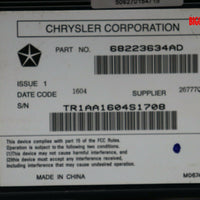 CHRYSLER CORPORATION
PART NO. 68223634AD
ISSUE 1
DATE CODE 1604 SUPPLIER 26777
S/N TR1AA1604S1708
This device complies with part 15 of the FCC Rules.
Operation is subject to the following two conditions:
(1)This device may not cause harmful interference, and
(2)this device must accept any interference received,
including interference that may cause undesired
operation.
MADE IN CHINA